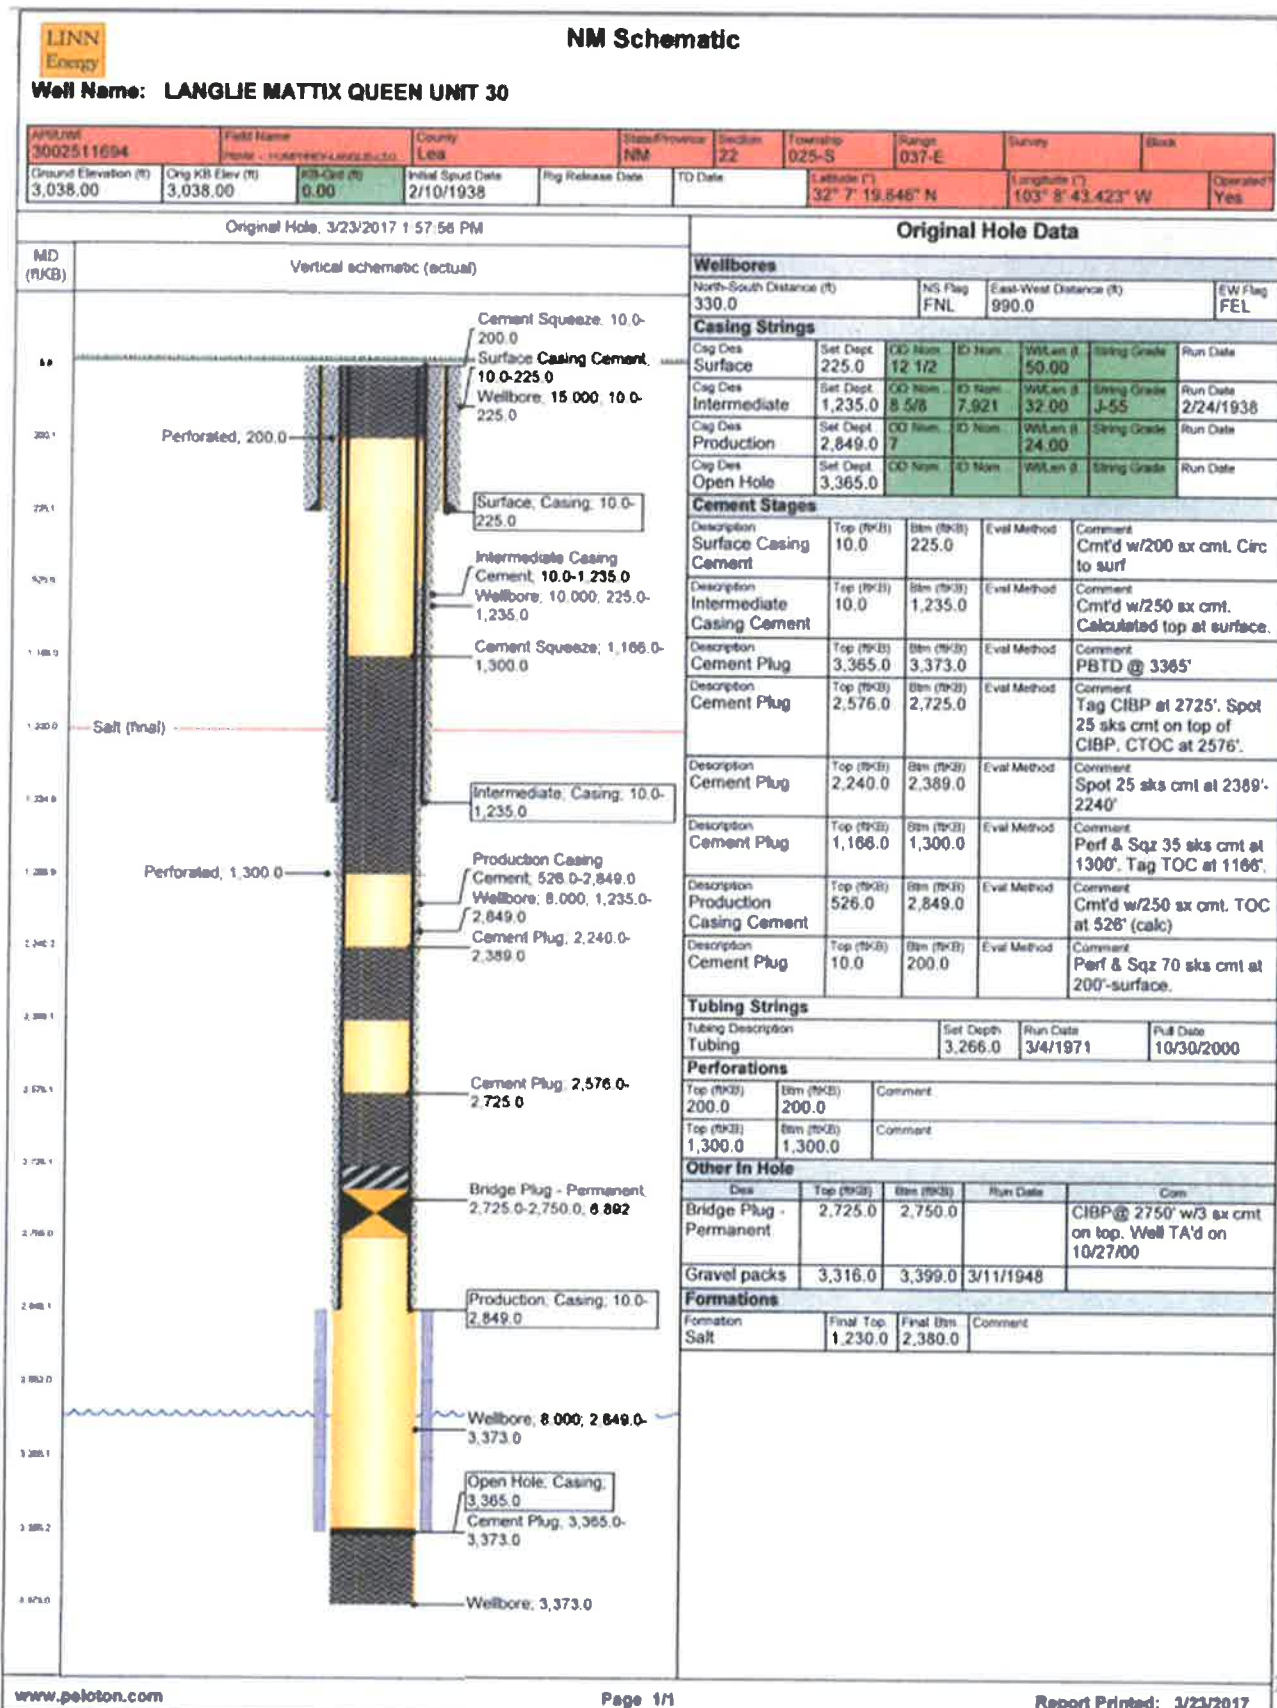 LINN
Energy
NM Schematic
Well Name: LANGLIE MATTIX QUEEN UNIT 30
API/UWI Field Name County State/Province Section Township Range Survey Block
3002511694 Lea NM 22 025-S 037-E
Ground Elevation (ft) Orig KB Elev (ft) KB-Grd (ft) Initial Spud Date Rig Release Date TD Date Latitude (°) Longitude (°) Operated?
3,038.00 3,038.00 0.00 2/10/1938 32° 7' 19.646" N 103° 8' 43.423" W Yes
Original Hole, 3/23/2017 1:57:56 PM
MD
(ftKB)
Vertical schematic (actual)
Cement Squeeze; 10.0-
200.0
Surface Casing Cement;
10.0-225.0
Wellbore; 15.000; 10.0-
225.0
Perforated, 200.0
Surface; Casing; 10.0-
225.0
Intermediate Casing
Cement; 10.0-1,235.0
Wellbore; 10.000; 225.0-
1,235.0
Cement Squeeze; 1,166.0-
1,300.0
Salt (final)
Intermediate; Casing; 10.0-
1,235.0
Production Casing
Cement; 526.0-2,849.0
Perforated, 1,300.0
Wellbore; 8.000; 1,235.0-
2,849.0
Cement Plug; 2,240.0-
2,389.0
Cement Plug; 2,576.0-
2,725.0
Bridge Plug - Permanent;
2,725.0-2,750.0; 6.892
Production; Casing; 10.0-
2,849.0
Wellbore; 8.000; 2,849.0-
3,373.0
Open Hole; Casing;
3,365.0
Cement Plug; 3,365.0-
3,373.0
Wellbore; 3,373.0
Original Hole Data
Wellbores
North-South Distance (ft) NS Flag East-West Distance (ft) EW Flag
330.0 FNL 990.0 FEL
Casing Strings
Csg Des Set Dept OD Nom ID Nom Wt/Len (l String Grade Run Date
Surface 225.0 12 1/2 50.00
Csg Des Set Dept OD Nom ID Nom Wt/Len (l String Grade Run Date
Intermediate 1,235.0 8 5/8 7.921 32.00 J-55 2/24/1938
Csg Des Set Dept OD Nom ID Nom Wt/Len (l String Grade Run Date
Production 2,849.0 7 24.00
Csg Des Set Dept OD Nom ID Nom Wt/Len (l String Grade Run Date
Open Hole 3,365.0
Cement Stages
Description Top (ftKB) Btm (ftKB) Eval Method Comment
Surface Casing Cement 10.0 225.0 Cmt'd w/200 sx cmt. Circ
to surf
Description Top (ftKB) Btm (ftKB) Eval Method Comment
Intermediate Casing Cement 10.0 1,235.0 Cmt'd w/250 sx cmt.
Calculated top at surface.
Description Top (ftKB) Btm (ftKB) Eval Method Comment
Cement Plug 3,365.0 3,373.0 PBTD @ 3365'
Description Top (ftKB) Btm (ftKB) Eval Method Comment
Cement Plug 2,576.0 2,725.0 Tag CIBP at 2725'. Spot
25 sks cmt on top of
CIBP. CTOC at 2576'.
Description Top (ftKB) Btm (ftKB) Eval Method Comment
Cement Plug 2,240.0 2,389.0 Spot 25 sks cmt at 2389'-
2240'
Description Top (ftKB) Btm (ftKB) Eval Method Comment
Cement Plug 1,166.0 1,300.0 Perf & Sqz 35 sks cmt at
1300'. Tag TOC at 1166'.
Description Top (ftKB) Btm (ftKB) Eval Method Comment
Production Casing Cement 526.0 2,849.0 Cmt'd w/250 sx cmt. TOC
at 526' (calc)
Description Top (ftKB) Btm (ftKB) Eval Method Comment
Cement Plug 10.0 200.0 Perf & Sqz 70 sks cmt at
200'-surface.
Tubing Strings
Tubing Description Set Depth Run Date Pull Date
Tubing 3,266.0 3/4/1971 10/30/2000
Perforations
Top (ftKB) Btm (ftKB) Comment
200.0 200.0
Top (ftKB) Btm (ftKB) Comment
1,300.0 1,300.0
Other In Hole
Des Top (ftKB) Btm (ftKB) Run Date Com
Bridge Plug - Permanent 2,725.0 2,750.0 CIBP@ 2750' w/3 sx cmt
on top. Well TA'd on
10/27/00
Gravel packs 3,316.0 3,399.0 3/11/1948
Formations
Formation Final Top Final Btm Comment
Salt 1,230.0 2,380.0
www.peloton.com Page 1/1 Report Printed: 3/23/2017